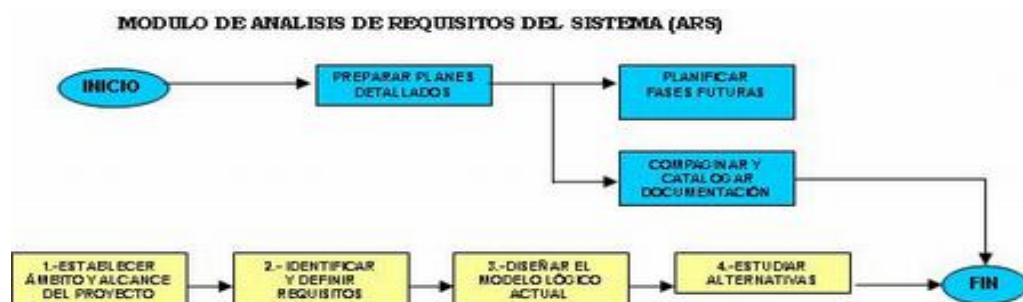 MODULO DE ANALISIS DE REQUISITOS DEL SISTEMA (ARS)
INICIO
PREPARAR PLANES
DETALLADOS
PLANIFICAR
FASES FUTURAS
COMPAGINAR Y
CATALOGAR
DOCUMENTACIÓN
1.-ESTABLECER
ÁMBITO Y ALCANCE
DEL PROYECTO
2.- IDENTIFICAR
Y DEFINIR
REQUISITOS
3.-DISEÑAR EL
MODELO LÓGICO
ACTUAL
4.-ESTUDIAR
ALTERNATIVAS
FIN